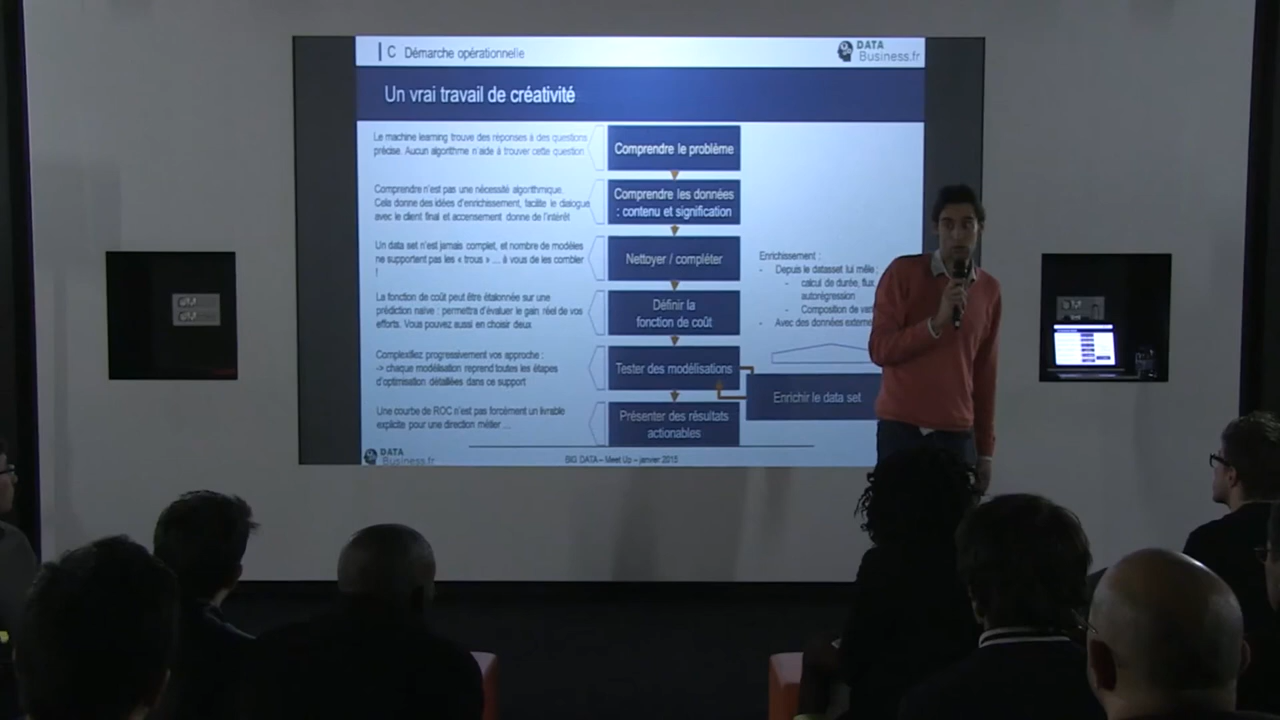 C Démarche opérationnelle
DATA
Business.fr
Un vrai travail de créativité
Le machine learning trouve des réponses à des questions
précise. Aucun algorithme n'aide à trouver cette question
Comprendre le problème
Comprendre n'est pas une nécessité algorithmique.
Cela donne des idées d'enrichissement, facilite le dialogue
avec le client final et accensement donne de l'intérêt
Comprendre les données
: contenu et signification
Un data set n'est jamais complet, et nombre de modèles
ne supportent pas les « trous » .... à vous de les combler
!
Nettoyer / compléter
La fonction de coût peut être étalonnée sur une
prédiction naïve : permettra d'évaluer le gain réel de vos
efforts. Vous pouvez aussi en choisir deux.
Définir la
fonction de coût
Complexifiez progressivement vos approche :
-> chaque modélisation reprend toutes les étapes
d'optimisation détaillées dans ce support
Tester des modélisations
Une courbe de ROC n'est pas forcément un livrable
explicite pour une direction métier ...
Présenter des résultats
actionables
Enrichissement :
- Depuis le datasset lui mêle ;
- calcul de durée, flux,
autorégression
- Composition de
- Avec des données
Enrichir le data set
DATA
Business.fr
BIG DATA – Meet Up – janvier 2015